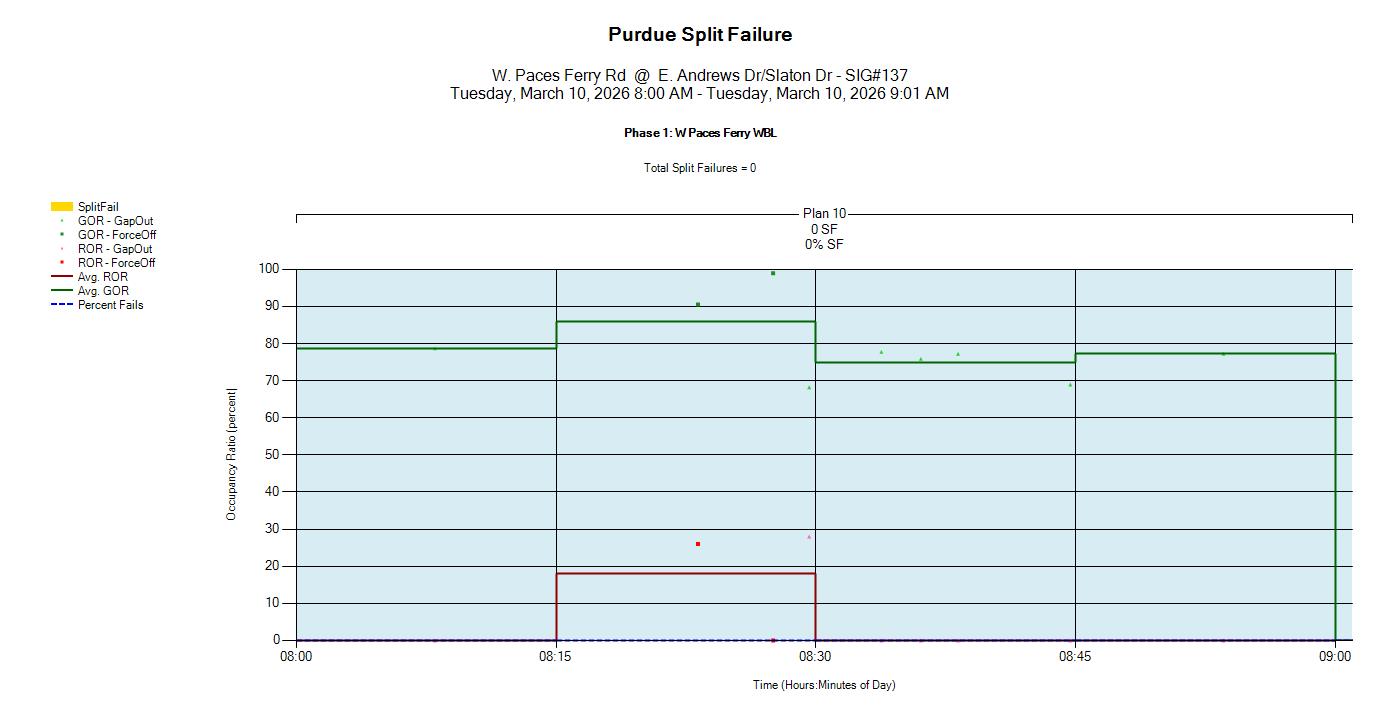 Purdue Split Failure
W. Paces Ferry Rd @ E. Andrews Dr/Slaton Dr - SIG#137
Tuesday, March 10, 2026 8:00 AM - Tuesday, March 10, 2026 9:01 AM
Phase 1: W Paces Ferry WBL
Total Split Failures = 0
SplitFail
GOR - GapOut
GOR - ForceOff
ROR - GapOut
ROR - ForceOff
Avg. ROR
Avg. GOR
Percent Fails
Plan 10
0 SF
0% SF
Occupancy Ratio (percent)
100
90
80
70
60
50
40
30
20
10
0
08:00 08:15 08:30 08:45 09:00
Time (Hours:Minutes of Day)